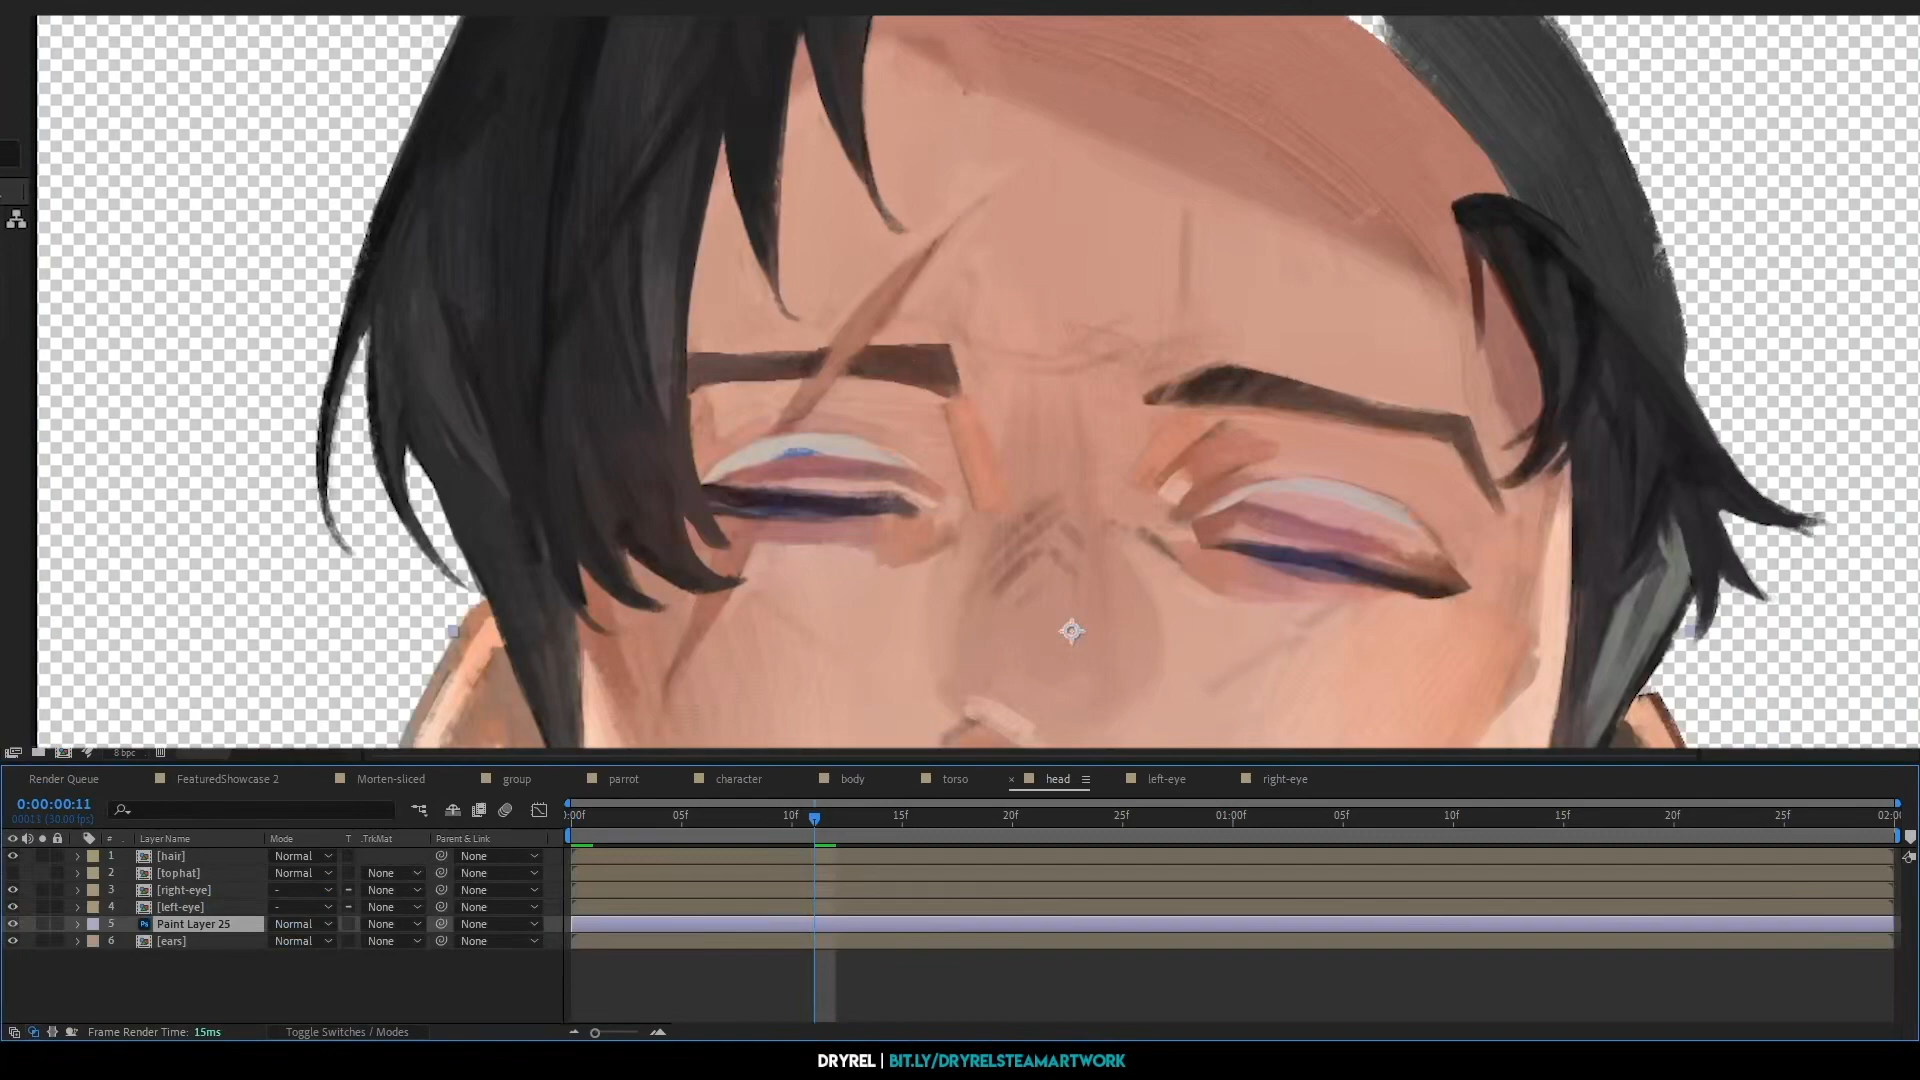 8 bpc
Render Queue FeaturedShowcase 2 Morten-sliced group parrot character body torso × head left-eye right-eye
0:00:00:11
00011 (30.00 fps)
:00f 05f 10f 15f 20f 25f 01:00f 05f 10f 15f 20f 25f 02:0
# Layer Name Mode T .TrkMat Parent & Link
1 [hair] Normal None
2 [tophat] Normal None None
3 [right-eye] - None None
4 [left-eye] - None None
5 Ps Paint Layer 25 Normal None None
6 [ears] Normal None None
Frame Render Time: 15ms Toggle Switches / Modes
DRYREL | BIT.LY/DRYRELSTEAMARTWORK